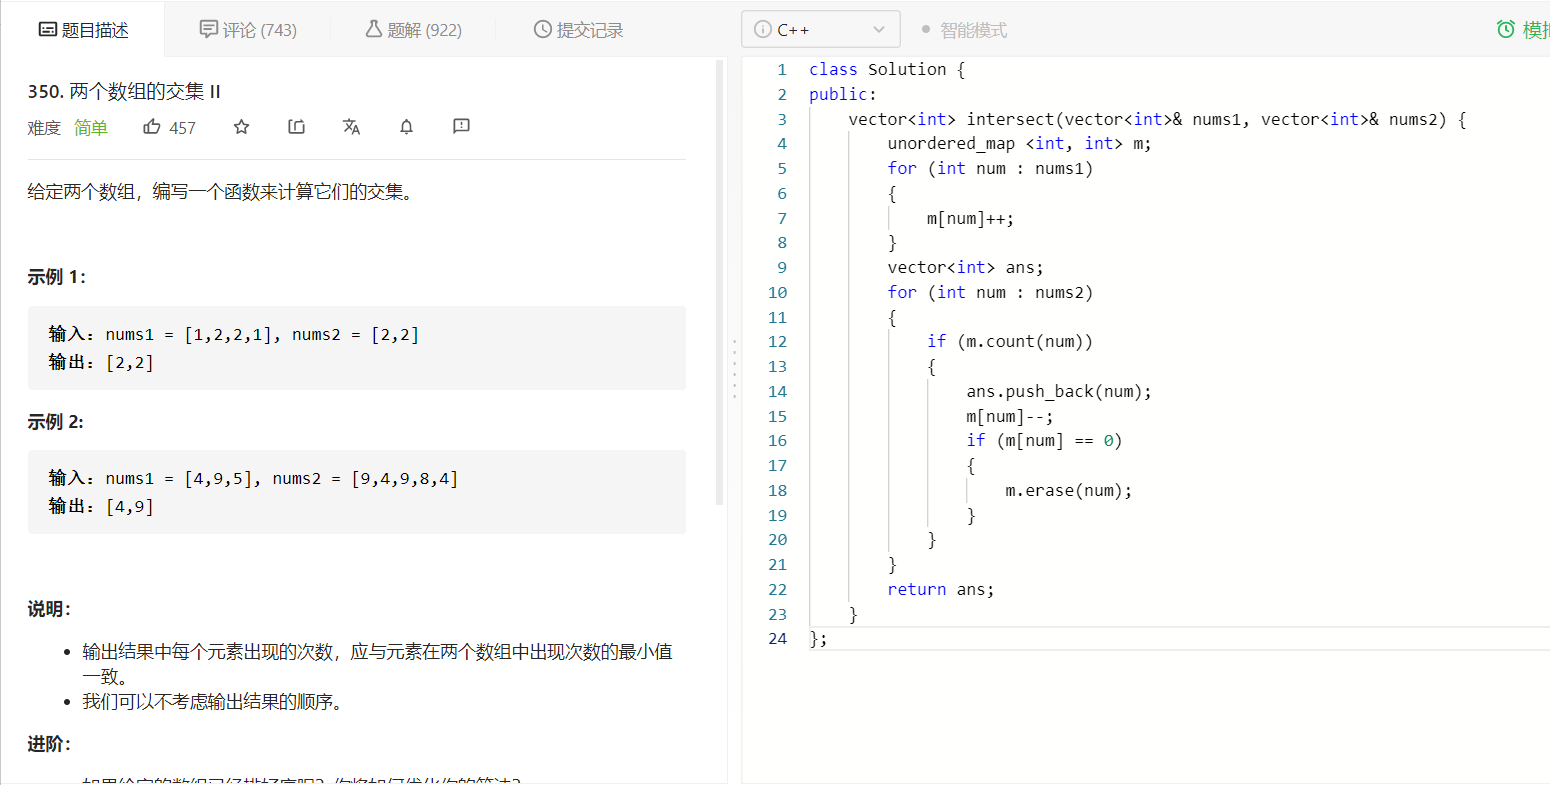 题目描述 评论 (743) 题解 (922) 提交记录
350. 两个数组的交集 II
难度 简单 457
给定两个数组，编写一个函数来计算它们的交集。
示例 1:
输入：nums1 = [1,2,2,1], nums2 = [2,2]
输出：[2,2]
示例 2:
输入：nums1 = [4,9,5], nums2 = [9,4,9,8,4]
输出：[4,9]
说明：
• 输出结果中每个元素出现的次数，应与元素在两个数组中出现次数的最小值
一致。
• 我们可以不考虑输出结果的顺序。
进阶：
C++ 智能模式 模拟
1 class Solution {
2 public:
3     vector<int> intersect(vector<int>& nums1, vector<int>& nums2) {
4         unordered_map <int, int> m;
5         for (int num : nums1)
6         {
7             m[num]++;
8         }
9         vector<int> ans;
10         for (int num : nums2)
11         {
12             if (m.count(num))
13             {
14                 ans.push_back(num);
15                 m[num]--;
16                 if (m[num] == 0)
17                 {
18                     m.erase(num);
19                 }
20             }
21         }
22         return ans;
23     }
24 };